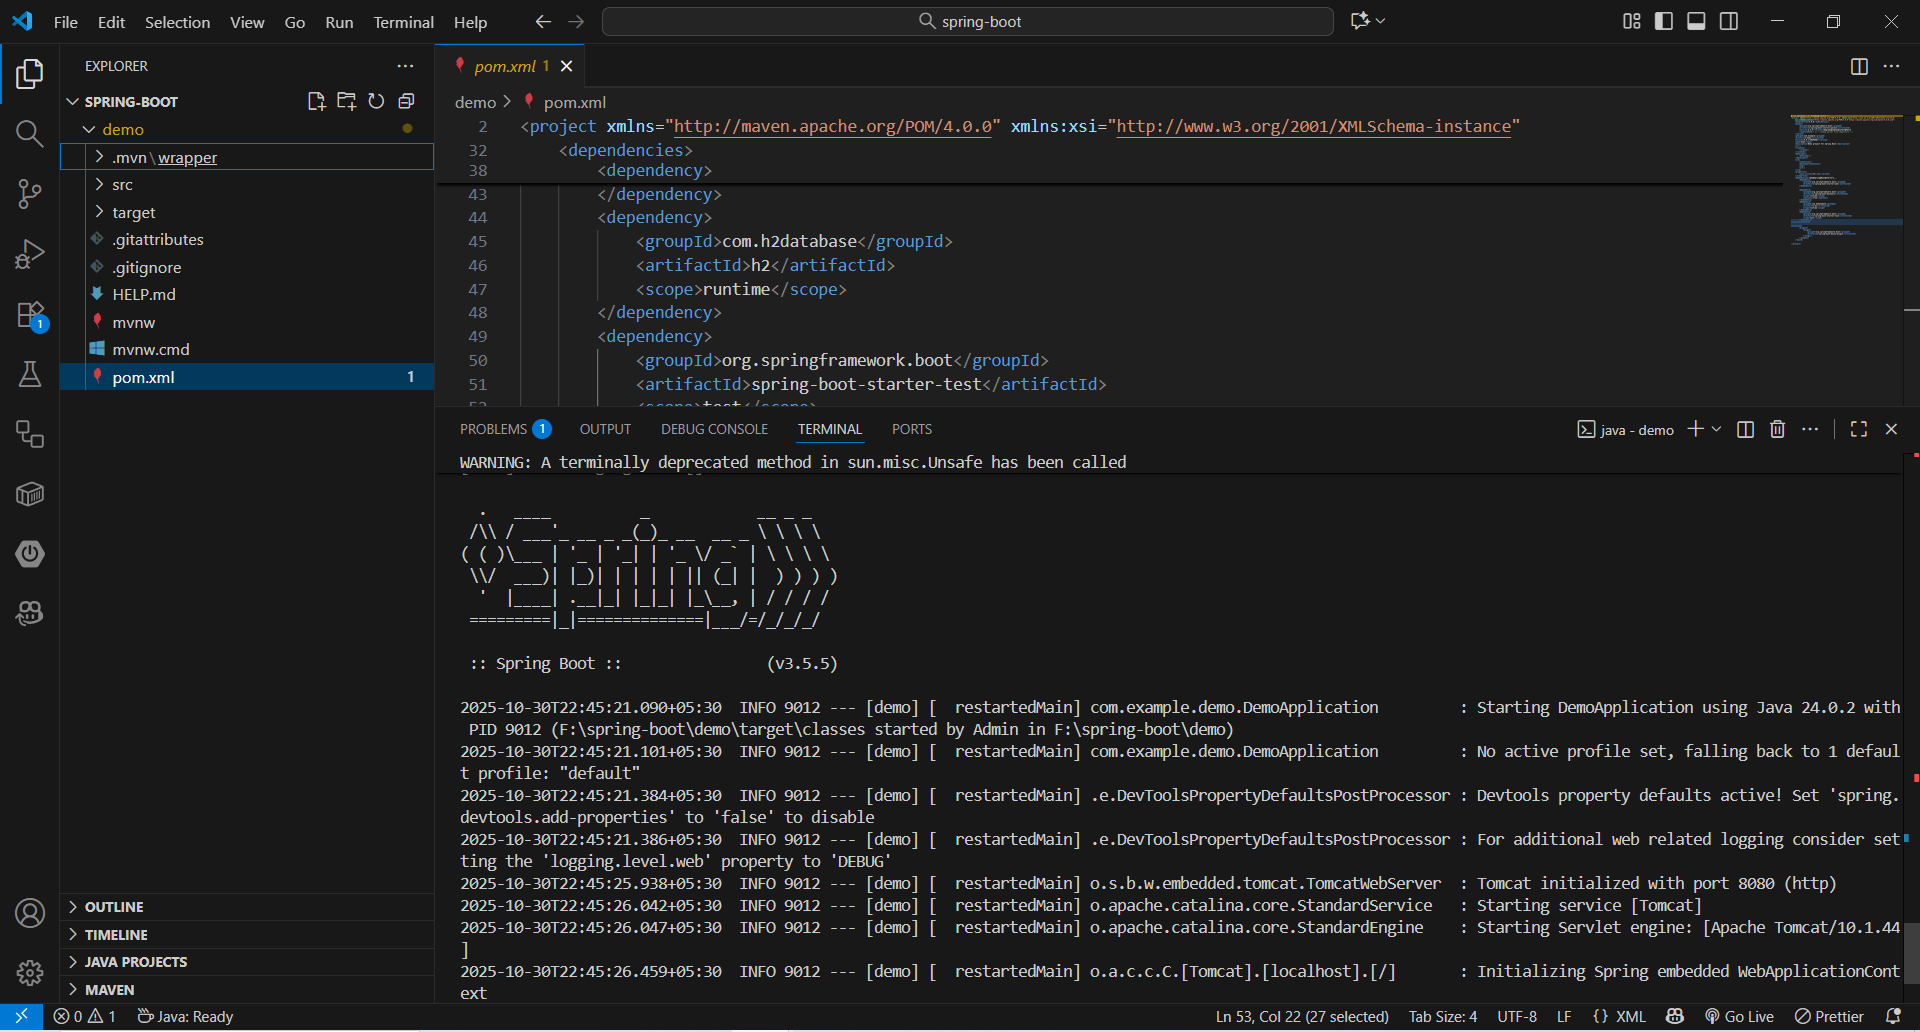 File Edit Selection View Go Run Terminal Help
spring-boot
EXPLORER
SPRING-BOOT
demo
.mvn\wrapper
src
target
.gitattributes
.gitignore
HELP.md
mvnw
mvnw.cmd
pom.xml 1
OUTLINE
TIMELINE
JAVA PROJECTS
MAVEN
1
pom.xml 1
demo > pom.xml
2 <project xmlns="http://maven.apache.org/POM/4.0.0" xmlns:xsi="http://www.w3.org/2001/XMLSchema-instance"
32 <dependencies>
38 <dependency>
43 </dependency>
44 <dependency>
45 <groupId>com.h2database</groupId>
46 <artifactId>h2</artifactId>
47 <scope>runtime</scope>
48 </dependency>
49 <dependency>
50 <groupId>org.springframework.boot</groupId>
51 <artifactId>spring-boot-starter-test</artifactId>
PROBLEMS 1 OUTPUT DEBUG CONSOLE TERMINAL PORTS
java - demo
WARNING: A terminally deprecated method in sun.misc.Unsafe has been called
Spring
:: Spring Boot :: (v3.5.5)
2025-10-30T22:45:21.090+05:30 INFO 9012 --- [demo] [ restartedMain] com.example.demo.DemoApplication : Starting DemoApplication using Java 24.0.2 with
PID 9012 (F:\spring-boot\demo\target\classes started by Admin in F:\spring-boot\demo)
2025-10-30T22:45:21.101+05:30 INFO 9012 --- [demo] [ restartedMain] com.example.demo.DemoApplication : No active profile set, falling back to 1 defaul
t profile: "default"
2025-10-30T22:45:21.384+05:30 INFO 9012 --- [demo] [ restartedMain] .e.DevToolsPropertyDefaultsPostProcessor : Devtools property defaults active! Set 'spring.
devtools.add-properties' to 'false' to disable
2025-10-30T22:45:21.386+05:30 INFO 9012 --- [demo] [ restartedMain] .e.DevToolsPropertyDefaultsPostProcessor : For additional web related logging consider set
ting the 'logging.level.web' property to 'DEBUG'
2025-10-30T22:45:25.938+05:30 INFO 9012 --- [demo] [ restartedMain] o.s.b.w.embedded.tomcat.TomcatWebServer : Tomcat initialized with port 8080 (http)
2025-10-30T22:45:26.042+05:30 INFO 9012 --- [demo] [ restartedMain] o.apache.catalina.core.StandardService : Starting service [Tomcat]
2025-10-30T22:45:26.047+05:30 INFO 9012 --- [demo] [ restartedMain] o.apache.catalina.core.StandardEngine : Starting Servlet engine: [Apache Tomcat/10.1.44
]
2025-10-30T22:45:26.459+05:30 INFO 9012 --- [demo] [ restartedMain] o.a.c.c.C.[Tomcat].[localhost].[/] : Initializing Spring embedded WebApplicationCont
ext
0 1 Java: Ready
Ln 53, Col 22 (27 selected) Tab Size: 4 UTF-8 LF {} XML Go Live Prettier